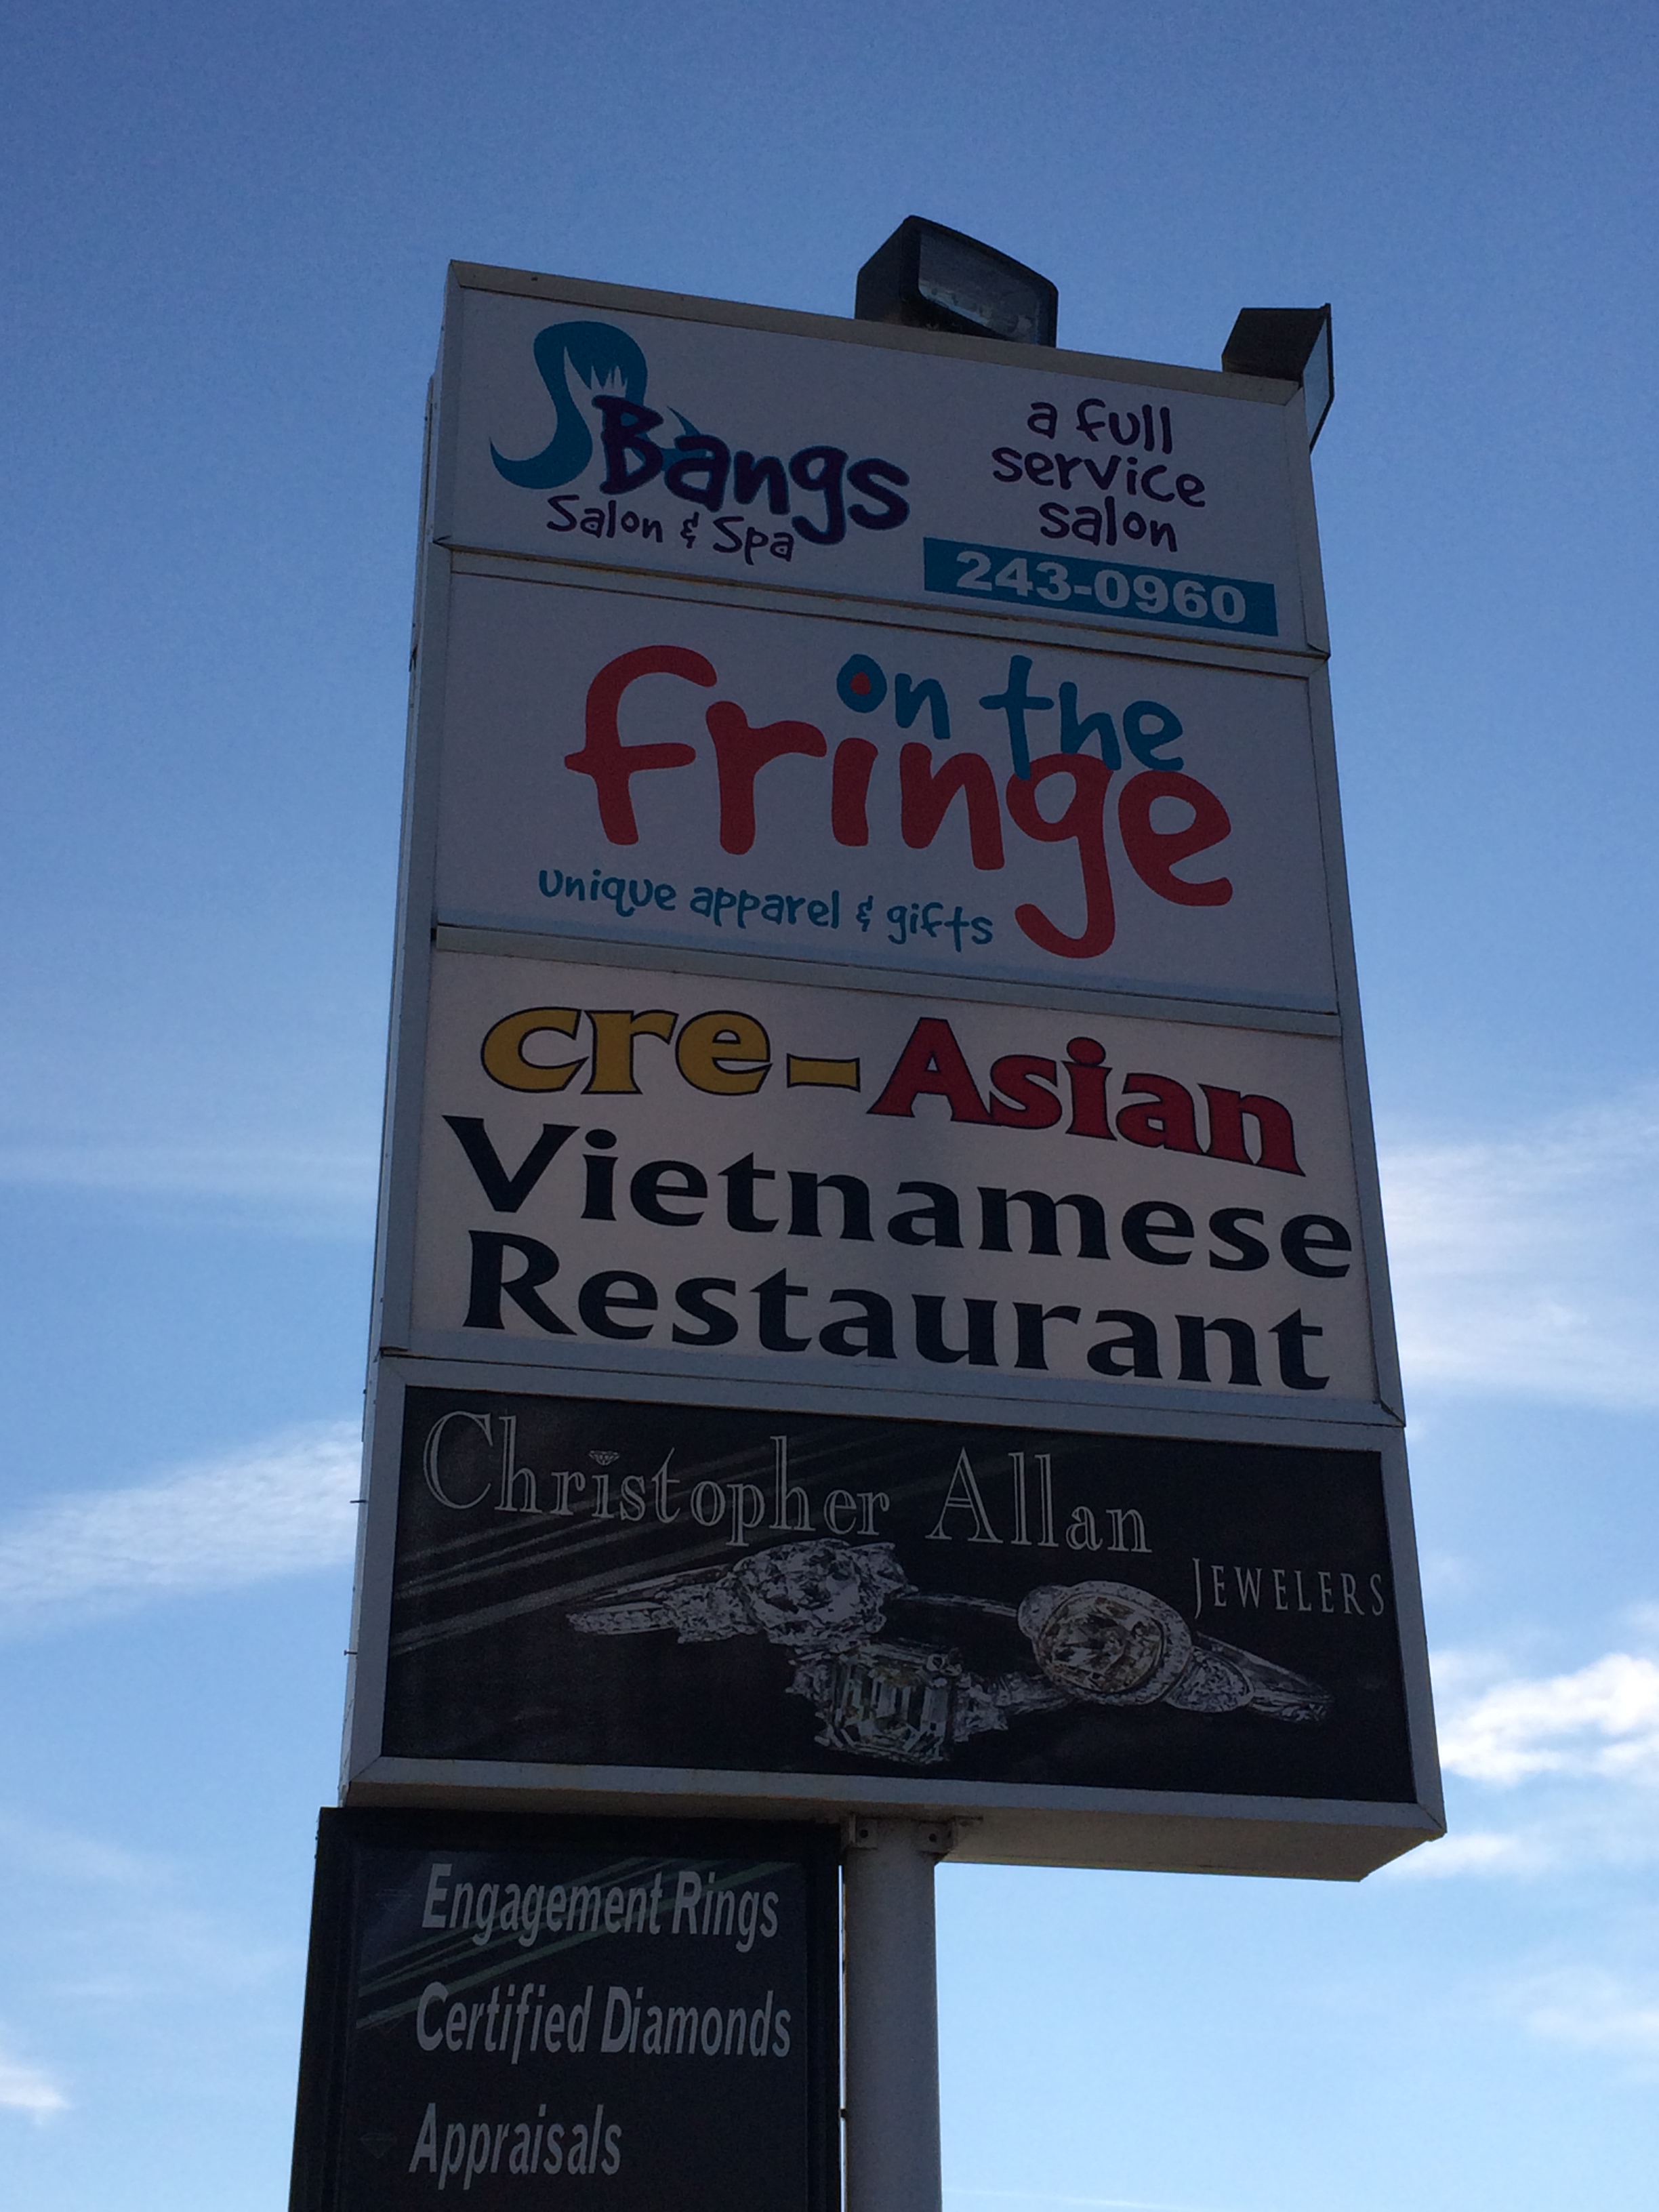 Bangs
Salon & Spa
a full
service
salon
243-0960
on the
fringe
unique apparel & gifts
cre-Asian
Vietnamese
Restaurant
Christopher Allan
JEWELERS
Engagement Rings
Certified Diamonds
Appraisals